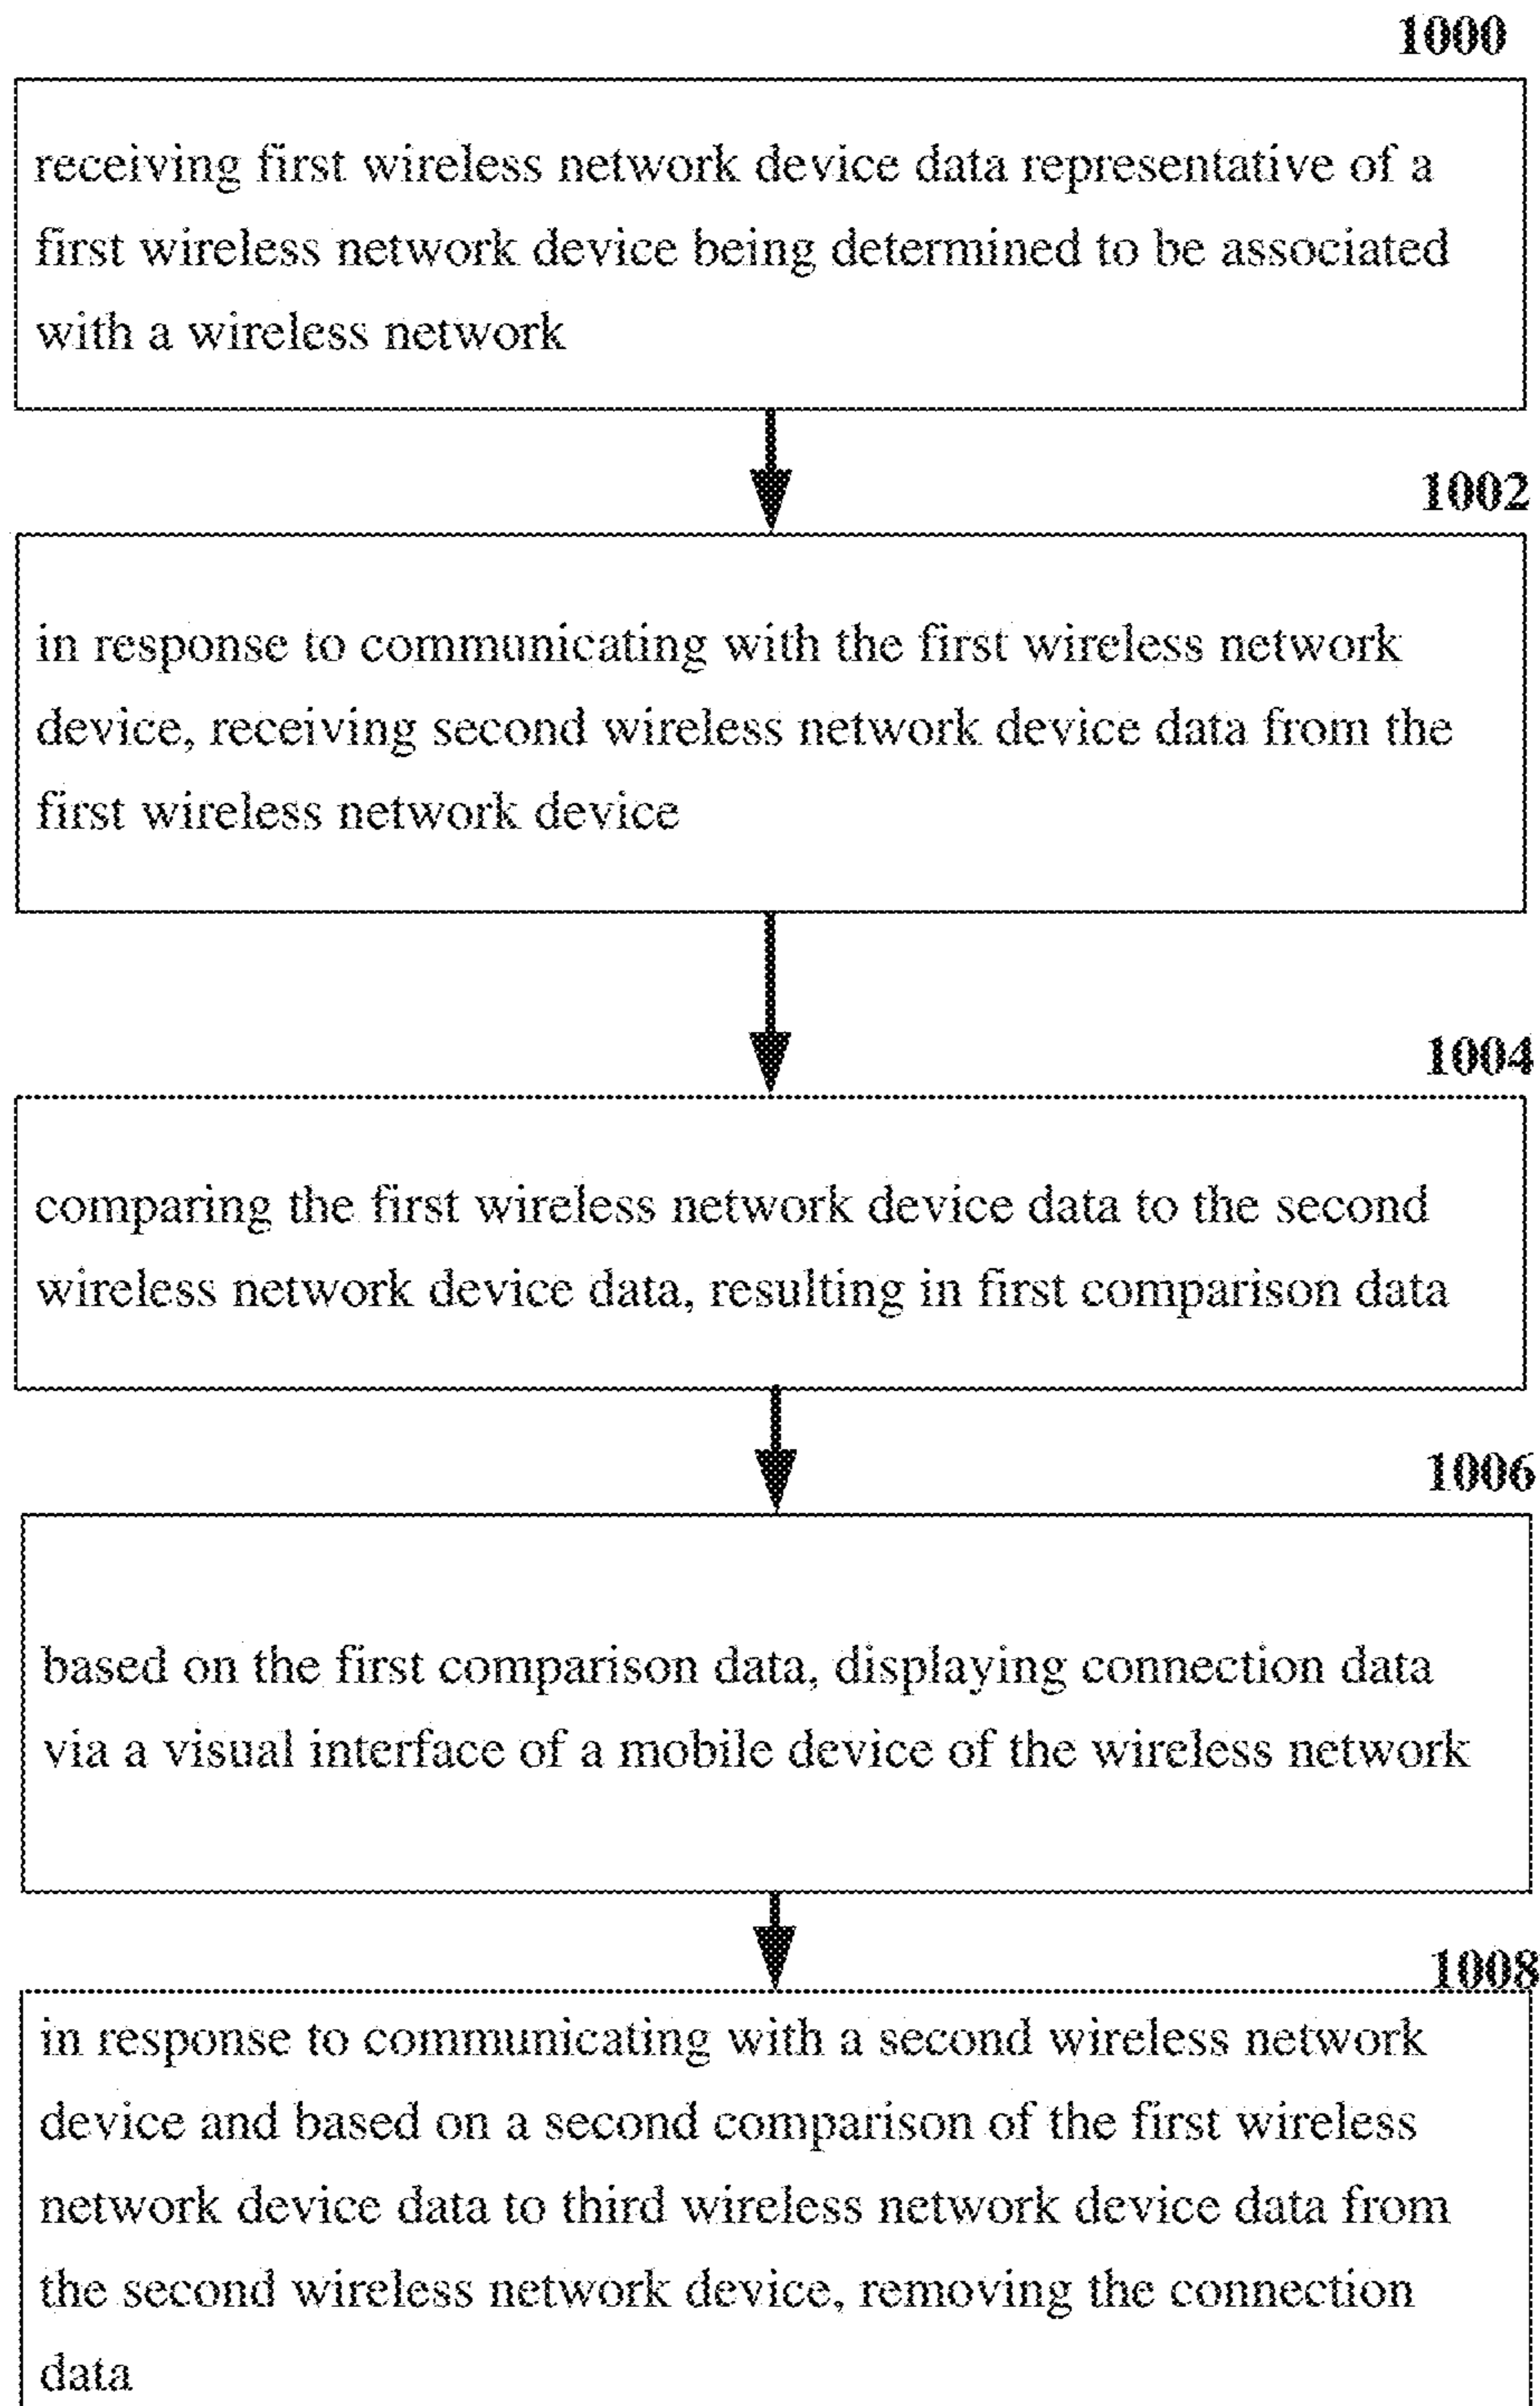 1000
receiving first wireless network device data representative of a
first wireless network device being determined to be associated
with a wireless network
1002
in response to communicating with the first wireless network
device, receiving second wireless network device data from the
first wireless network device
1004
comparing the first wireless network device data to the second
wireless network device data, resulting in first comparison data
1006
based on the first comparison data, displaying connection data
via a visual interface of a mobile device of the wireless network
1008
in response to communicating with a second wireless network
device and based on a second comparison of the first wireless
network device data to third wireless network device data from
the second wireless network device, removing the connection
data